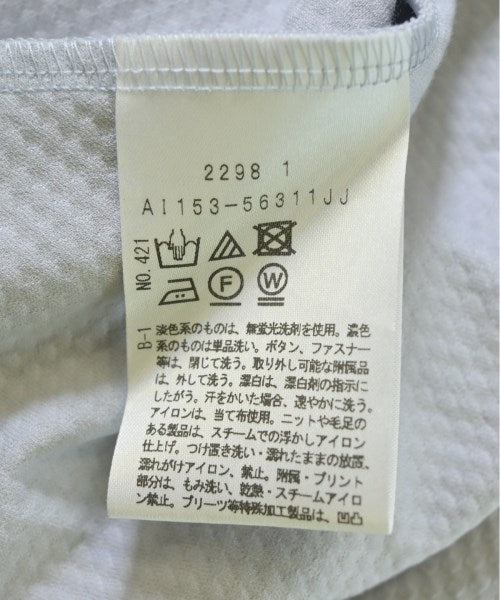 2298 1
AI153-56311JJ
NO.421
F W
B-1
淡色系のものは、無蛍光洗剤を使用。濃色
系のものは単品洗い。ボタン、ファスナー
等は、閉じて洗う。取り外し可能な附属品
は、外して洗う。漂白は、漂白剤の指示に
したがう。汗をかいた場合、速やかに洗う。
アイロンは、当て布使用。ニットや毛足の
ある製品は、スチームでの浮かしアイロン
仕上げ。つけ置き洗い・濡れたままの放置、
濡れがけアイロン、禁止。附属・プリント
部分は、もみ洗い、乾熱・スチームアイロ
ン禁止。プリーツ等特殊加工製品は、凹凸